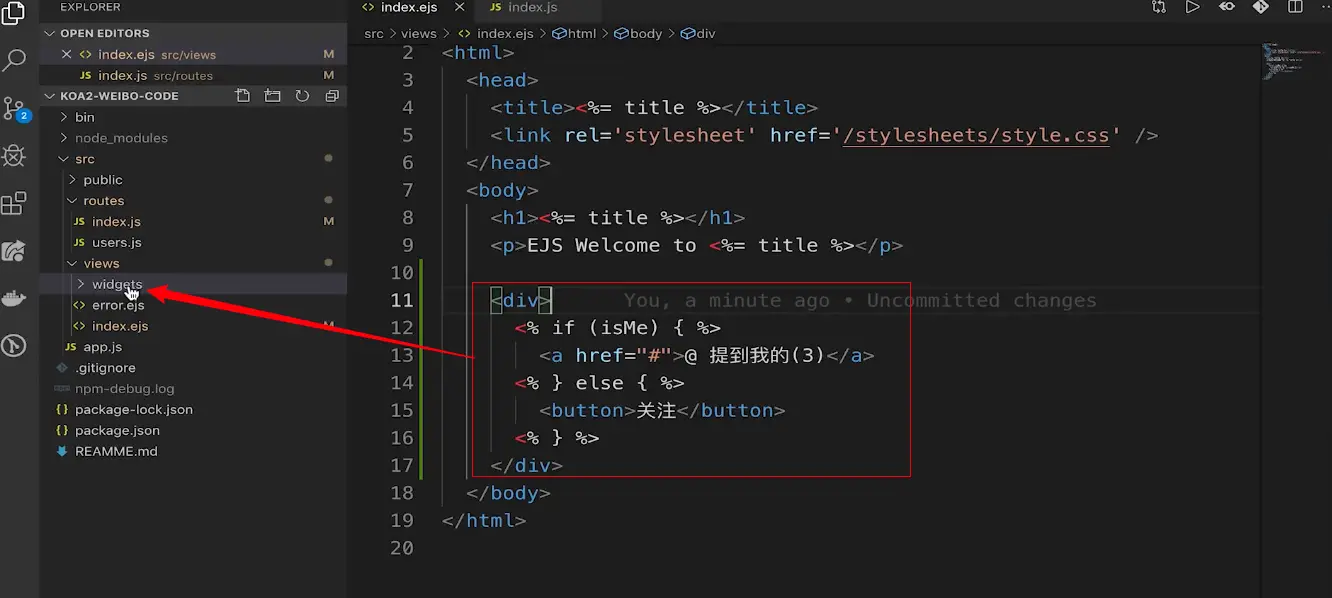 EXPLORER
OPEN EDITORS
index.ejs src/views M
JS index.js src/routes M
KOA2-WEIBO-CODE
2
bin
node_modules
src
public
routes
JS index.js M
JS users.js
views
widgets
error.ejs
index.ejs M
JS app.js
.gitignore
npm-debug.log
{} package-lock.json
{} package.json
REAMME.md
index.ejs
JS index.js
src > views > <> index.ejs > html > body > div
2 <html>
3 <head>
4 <title><%= title %></title>
5 <link rel='stylesheet' href='/stylesheets/style.css' />
6 </head>
7 <body>
8 <h1><%= title %></h1>
9 <p>EJS Welcome to <%= title %></p>
10
11 <div> You, a minute ago • Uncommitted changes
12 <% if (isMe) { %>
13 <a href="#">@ 提到我的(3)</a>
14 <% } else { %>
15 <button>关注</button>
16 <% } %>
17 </div>
18 </body>
19 </html>
20